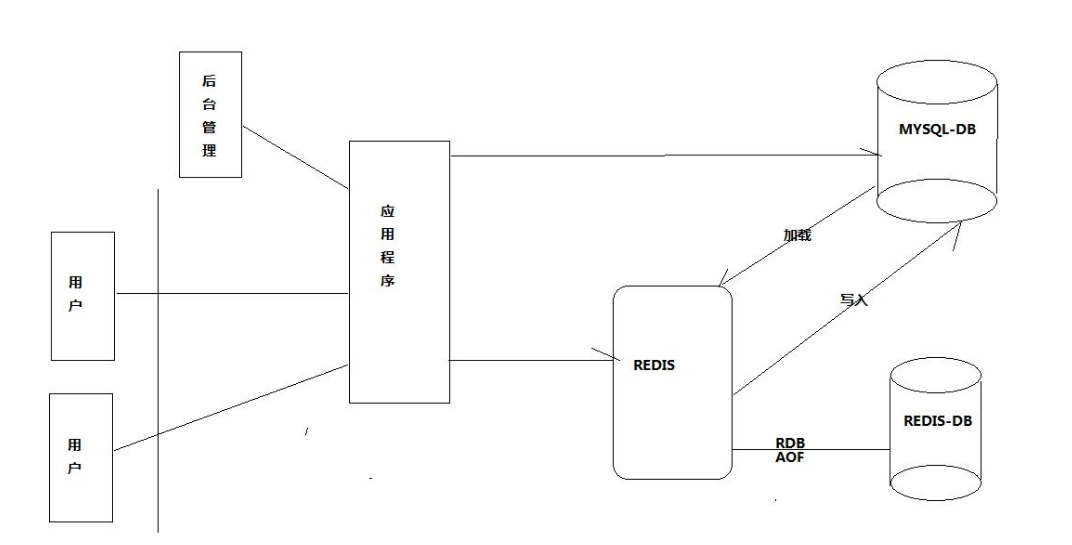 后台管理
MYSQL-DB
应用程序
加载
用户
写入
REDIS
REDIS-DB
用户
RDB
AOF